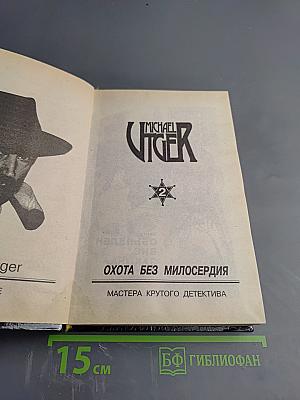 MICHAEL
UTGER
2
ОХОТА БЕЗ МИЛОСЕРДИЯ
МАСТЕРА КРУТОГО ДЕТЕКТИВА
ger
Е
15 см
БФ ГИБЛИОФАН